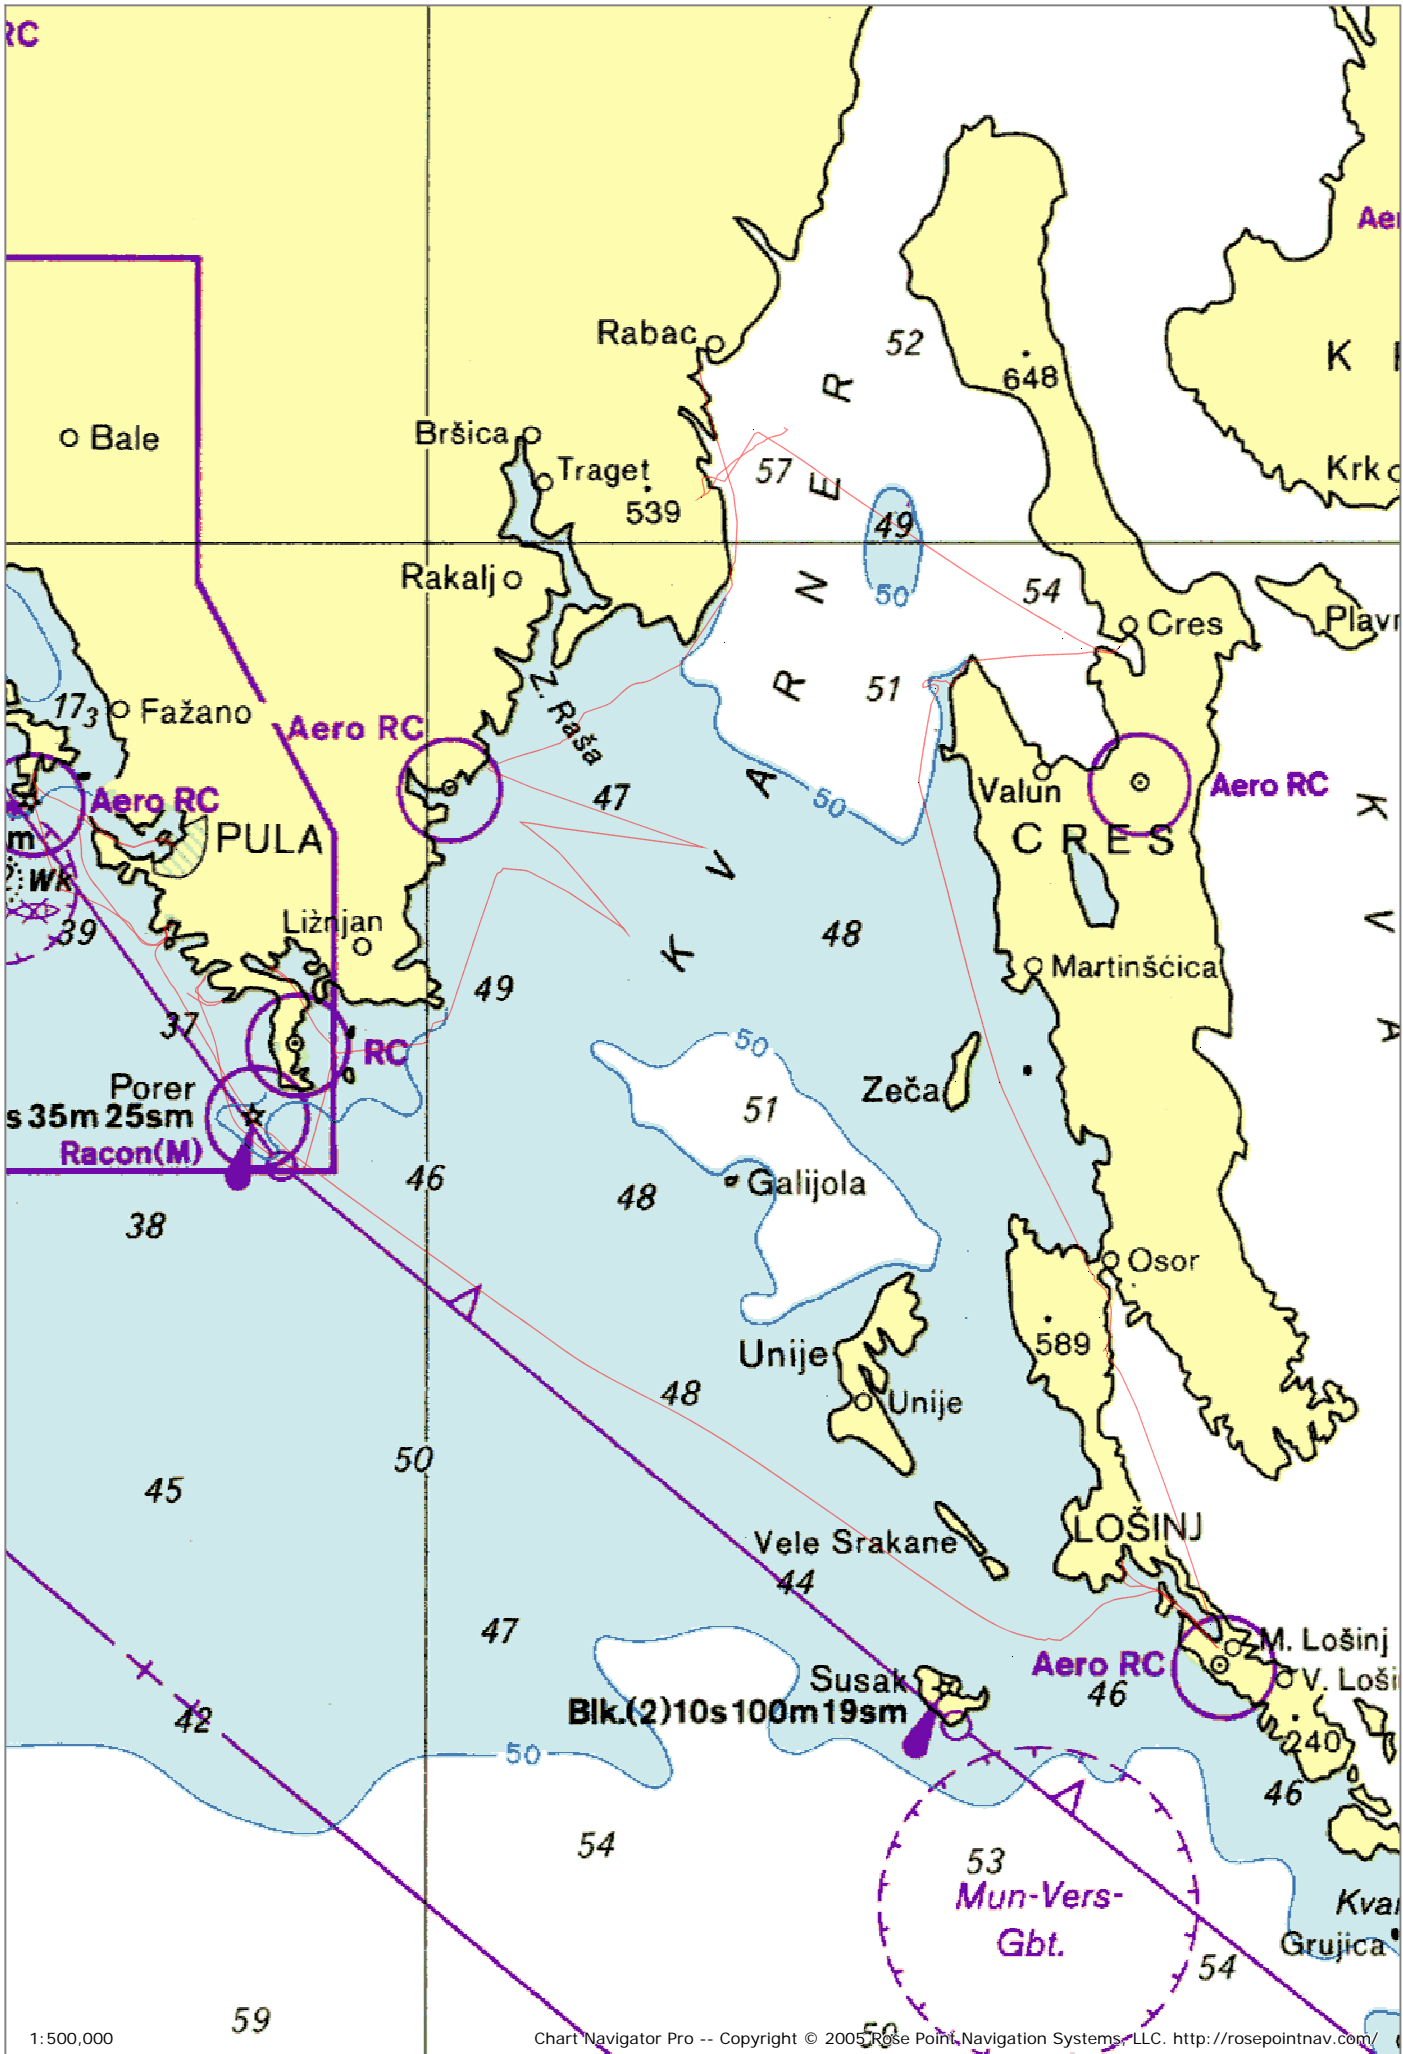 RC
Rabac
52
R
648
K
Bale
Bršica
Traget
57
Krk
E
539
49
Rakalj
N
50
54
Cres
Plavn
17₃
Fažano
Aero RC
Z. Raša
R
51
Aero RC
47
A
50
Valun
Aero RC
K
PULA
CRES
m
Wk
V
39
Ližnjan
48
V
K
Martinšćica
49
37
RC
50
A
Porer
Zeča
s 35m 25sm
51
Racon(M)
46
48
Galijola
38
Osor
589
Unije
48
Unije
50
45
LOŠINJ
Vele Srakane
44
47
M. Lošinj
Aero RC
Susak
46
V. Loši
Blk.(2)10s100m19sm
42
240
50
46
54
53
Mun-Vers-
Gbt.
Kvar
Grujica
54
59
50
1:500,000
Chart Navigator Pro -- Copyright © 2005 Rose Point Navigation Systems, LLC. http://rosepointnav.com/